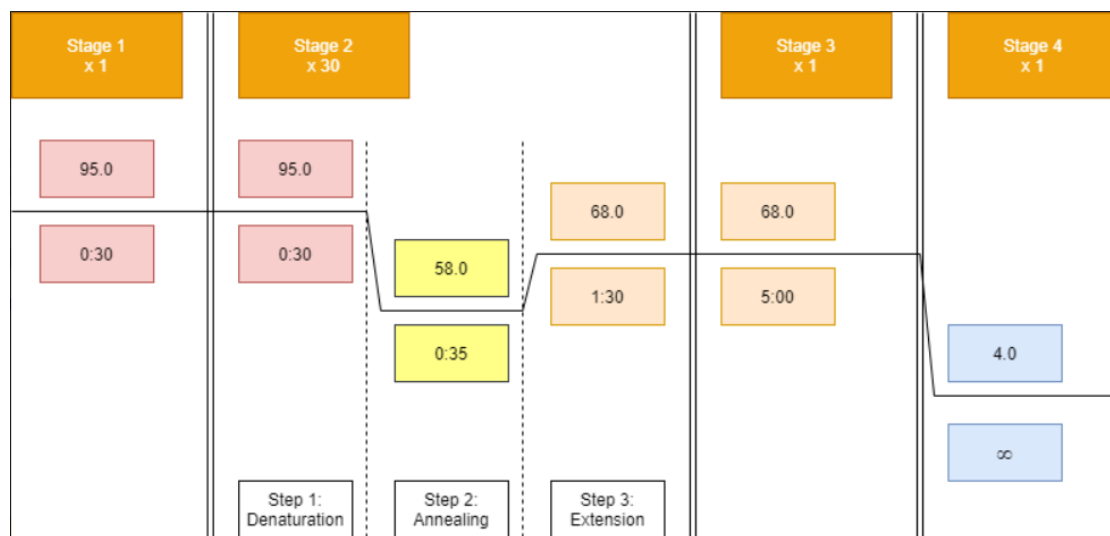 Stage 1
x 1
Stage 2
x 30
Stage 3
x 1
Stage 4
x 1
95.0
0:30
95.0
0:30
58.0
0:35
68.0
1:30
68.0
5:00
4.0
∞
Step 1:
Denaturation
Step 2:
Annealing
Step 3:
Extension